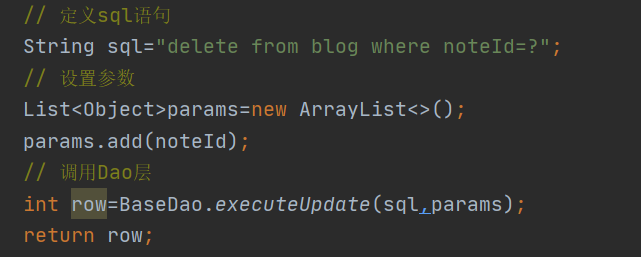 // 定义sql语句
String sql="delete from blog where noteId=?";
// 设置参数
List<Object>params=new ArrayList<>();
params.add(noteId);
// 调用Dao层
int row=BaseDao.executeUpdate(sql,params);
return row;